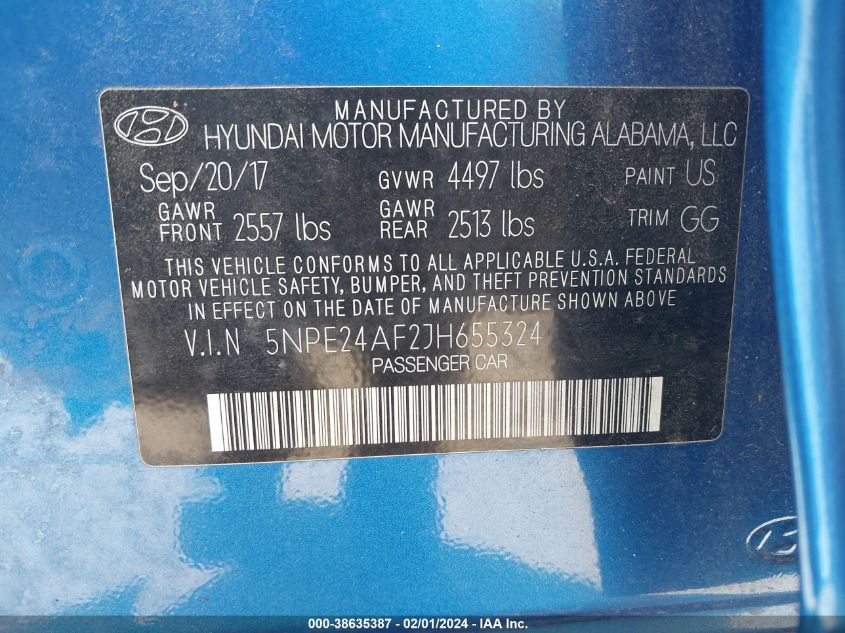 MANUFACTURED BY
HYUNDAI MOTOR MANUFACTURING ALABAMA, LLC
Sep/20/17 GVWR 4497 lbs PAINT US
GAWR FRONT 2557 lbs GAWR REAR 2513 lbs TRIM GG
THIS VEHICLE CONFORMS TO ALL APPLICABLE U.S.A. FEDERAL
MOTOR VEHICLE SAFETY, BUMPER, AND THEFT PREVENTION STANDARDS
IN EFFECT ON THE DATE OF MANUFACTURE SHOWN ABOVE
V.I.N 5NPE24AF2JH655324
PASSENGER CAR
000-38635387 - 02/01/2024 - IAA Inc.